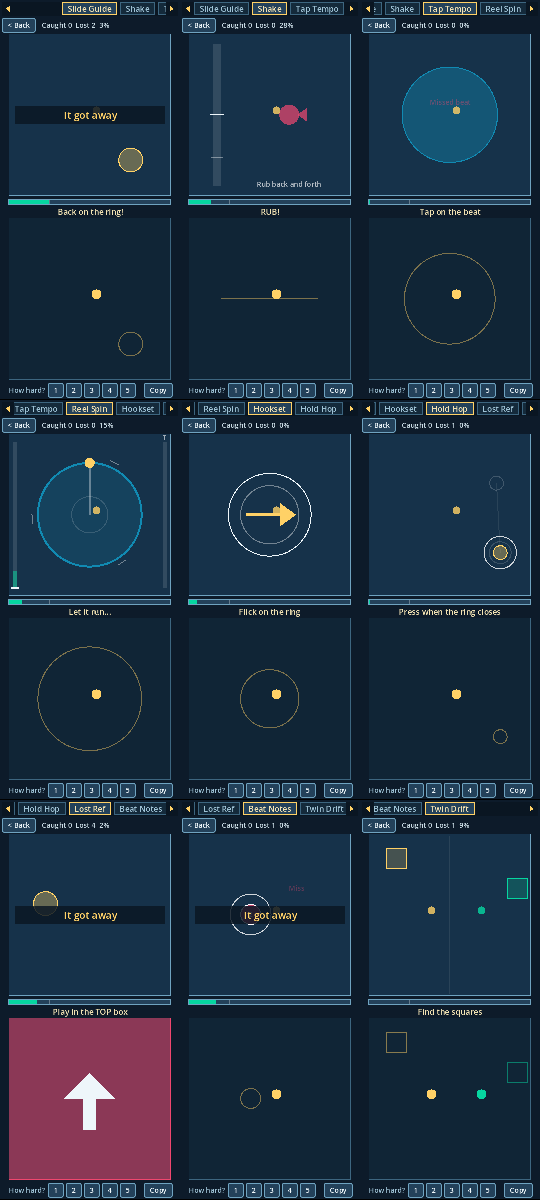 Slide Guide Shake
< Back Caught 0 Lost 2 3%
It got away
Back on the ring!
How hard? 1 2 3 4 5 Copy
Slide Guide Shake Tap Tempo
< Back Caught 0 Lost 0 28%
Rub back and forth
RUB!
How hard? 1 2 3 4 5 Copy
Shake Tap Tempo Reel Spin
< Back Caught 0 Lost 0 0%
Missed beat
Tap on the beat
How hard? 1 2 3 4 5 Copy
Tap Tempo Reel Spin Hookset
< Back Caught 0 Lost 0 15%
T
Let it run...
How hard? 1 2 3 4 5 Copy
Reel Spin Hookset Hold Hop
< Back Caught 0 Lost 0 0%
Flick on the ring
How hard? 1 2 3 4 5 Copy
Hookset Hold Hop Lost Ref
< Back Caught 0 Lost 1 0%
Press when the ring closes
How hard? 1 2 3 4 5 Copy
Hold Hop Lost Ref Beat Notes
< Back Caught 0 Lost 4 2%
It got away
Play in the TOP box
How hard? 1 2 3 4 5 Copy
Lost Ref Beat Notes Twin Drift
< Back Caught 0 Lost 1 0%
Miss
It got away
How hard? 1 2 3 4 5 Copy
Beat Notes Twin Drift
< Back Caught 0 Lost 1 9%
Find the squares
How hard? 1 2 3 4 5 Copy